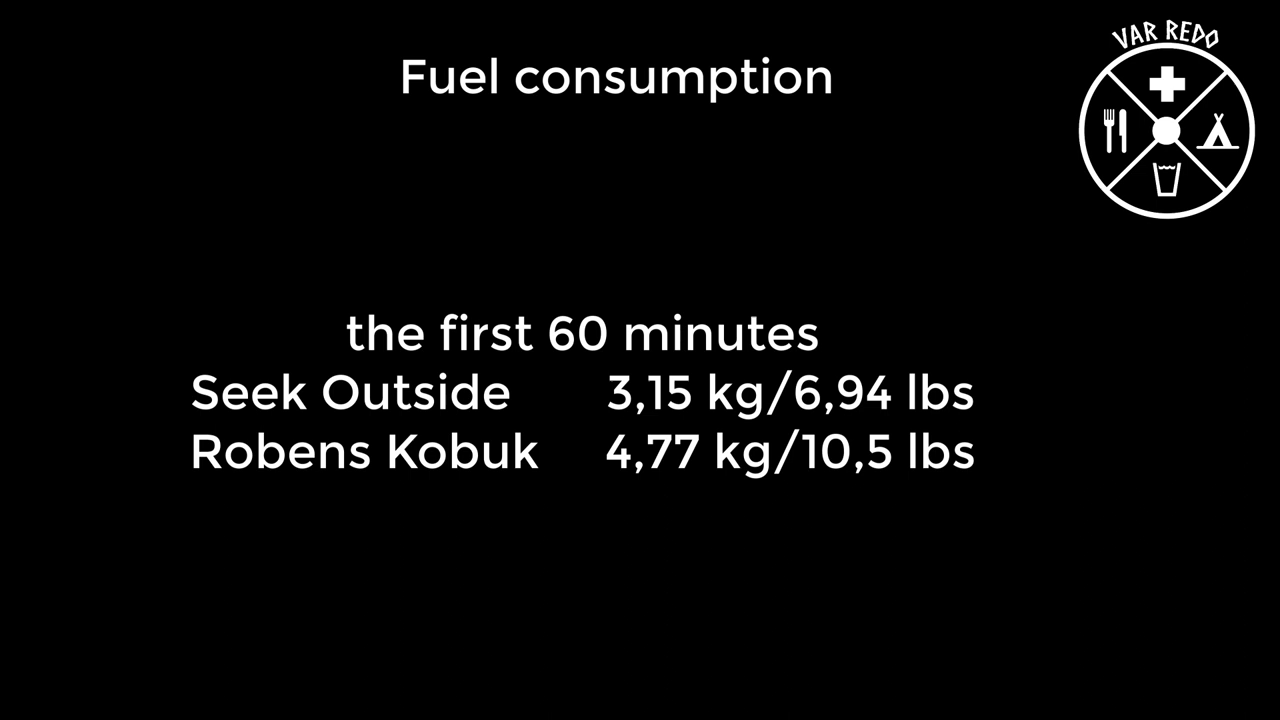 VAR REDO
Fuel consumption
the first 60 minutes
Seek Outside 3,15 kg/6,94 lbs
Robens Kobuk 4,77 kg/10,5 lbs